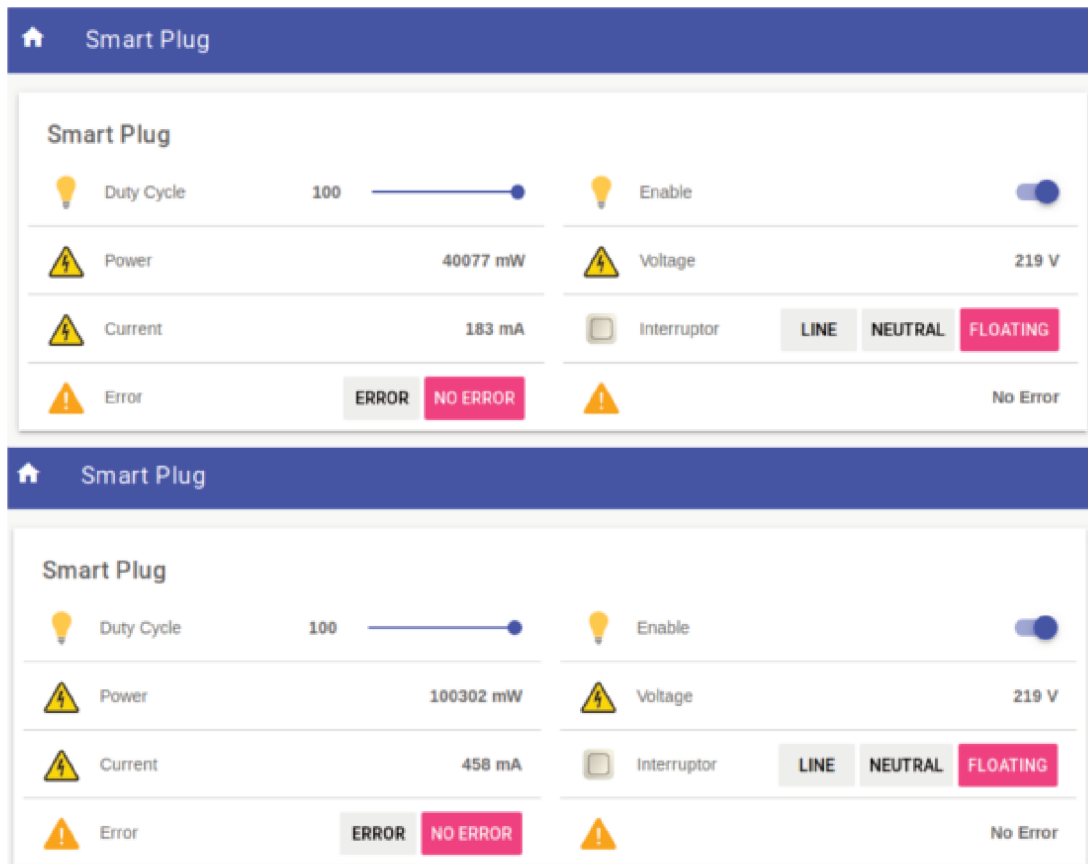 Smart Plug
Smart Plug
Duty Cycle 100 Enable
Power 40077 mW Voltage 219 V
Current 183 mA Interruptor LINE NEUTRAL FLOATING
Error ERROR NO ERROR No Error
Smart Plug
Smart Plug
Duty Cycle 100 Enable
Power 100302 mW Voltage 219 V
Current 458 mA Interruptor LINE NEUTRAL FLOATING
Error ERROR NO ERROR No Error